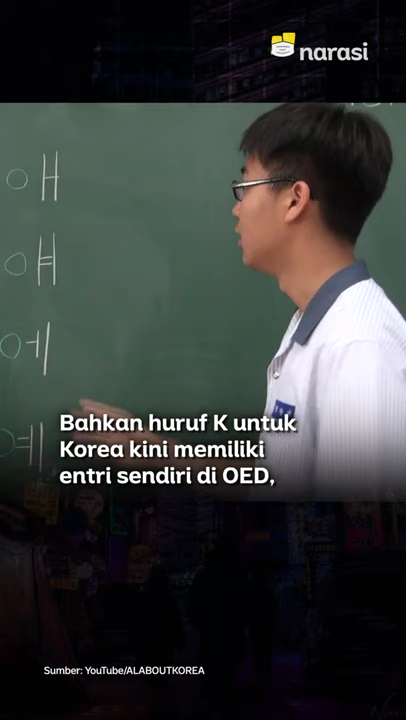 narasi
애
얘
에
예
Bahkan huruf K untuk
Korea kini memiliki
entri sendiri di OED,
Sumber: YouTube/ALABOUTKOREA